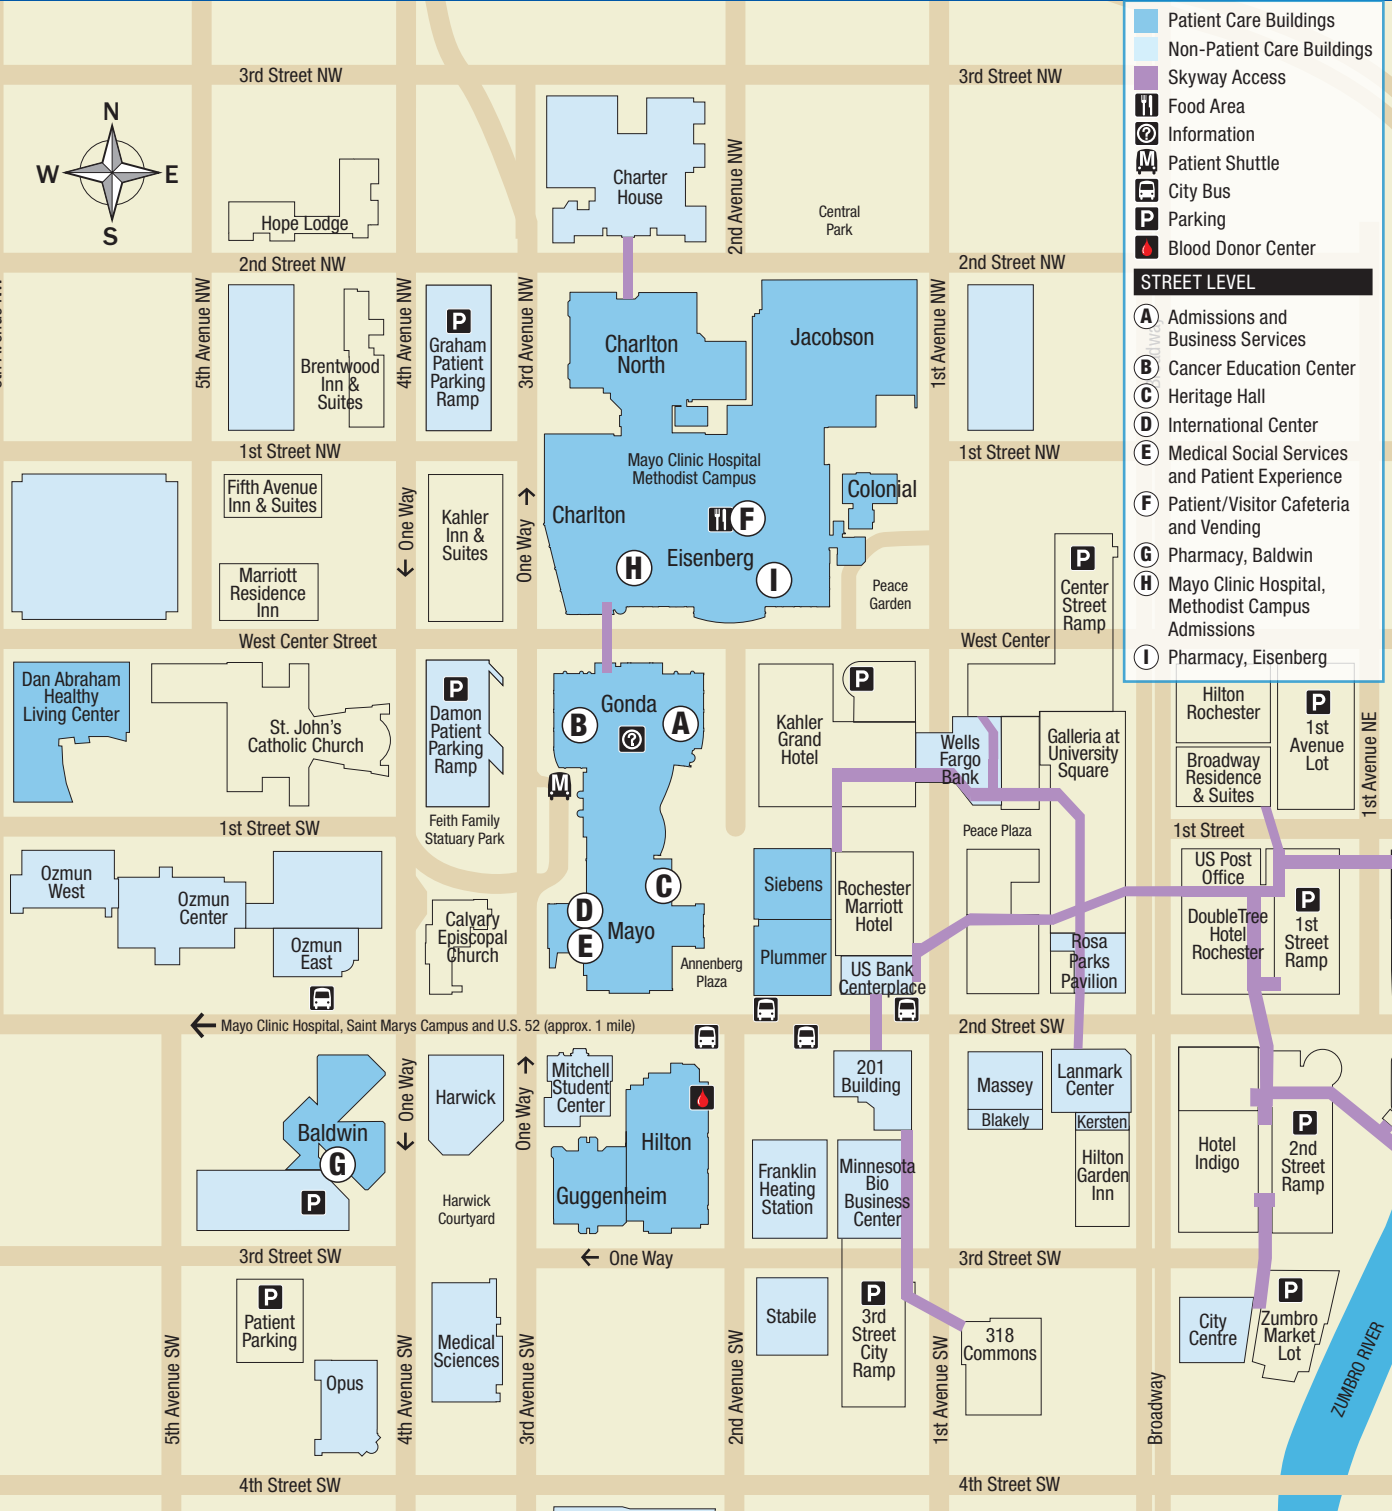 Patient Care Buildings
Non-Patient Care Buildings
Skyway Access
Food Area
Information
Patient Shuttle
City Bus
P
Parking
Blood Donor Center
STREET LEVEL
A
Admissions and
Business Services
B
Cancer Education Center
C
Heritage Hall
D
International Center
E
Medical Social Services
and Patient Experience
F
Patient/Visitor Cafeteria
and Vending
G
Pharmacy, Baldwin
H
Mayo Clinic Hospital,
Methodist Campus
Admissions
I
Pharmacy, Eisenberg
3rd Street NW
3rd Street NW
N
W
E
S
Hope Lodge
Charter
House
2nd Avenue NW
Central
Park
2nd Street NW
2nd Street NW
5th Avenue NW
4th Avenue NW
3rd Avenue NW
1st Avenue NW
Brentwood
Inn &
Suites
P
Graham
Patient
Parking
Ramp
Charlton
North
Jacobson
1st Street NW
1st Street NW
Fifth Avenue
Inn & Suites
One Way
Kahler
Inn &
Suites
One Way
Mayo Clinic Hospital
Methodist Campus
Charlton
F
Eisenberg
H
I
Colonial
Marriott
Residence
Inn
Peace
Garden
P
Center
Street
Ramp
West Center Street
West Center
Dan Abraham
Healthy
Living Center
St. John's
Catholic Church
P
Damon
Patient
Parking
Ramp
Gonda
B
A
M
Kahler
Grand
Hotel
P
Wells
Fargo
Bank
Galleria at
University
Square
Hilton
Rochester
Broadway
Residence
& Suites
P
1st
Avenue
Lot
1st Avenue NE
Feith Family
Statuary Park
Peace Plaza
1st Street SW
1st Street
Ozmun
West
Ozmun
Center
Ozmun
East
Calvary
Episcopal
Church
C
D
E
Mayo
Annenberg
Plaza
Siebens
Plummer
Rochester
Marriott
Hotel
US Bank
Centerplace
Rosa
Parks
Pavilion
US Post
Office
DoubleTree
Hotel
Rochester
P
1st
Street
Ramp
Mayo Clinic Hospital, Saint Marys Campus and U.S. 52 (approx. 1 mile)
2nd Street SW
Baldwin
G
P
One Way
Harwick
One Way
Harwick
Courtyard
Mitchell
Student
Center
Hilton
Guggenheim
201
Building
Massey
Blakely
Lanmark
Center
Kersten
Hilton
Garden
Inn
Franklin
Heating
Station
Minnesota
Bio
Business
Center
Hotel
Indigo
P
2nd
Street
Ramp
3rd Street SW
One Way
3rd Street SW
P
Patient
Parking
Opus
Medical
Sciences
Stabile
P
3rd
Street
City
Ramp
318
Commons
City
Centre
P
Zumbro
Market
Lot
ZUMBRO RIVER
5th Avenue SW
4th Avenue SW
3rd Avenue SW
2nd Avenue SW
1st Avenue SW
Broadway
4th Street SW
4th Street SW